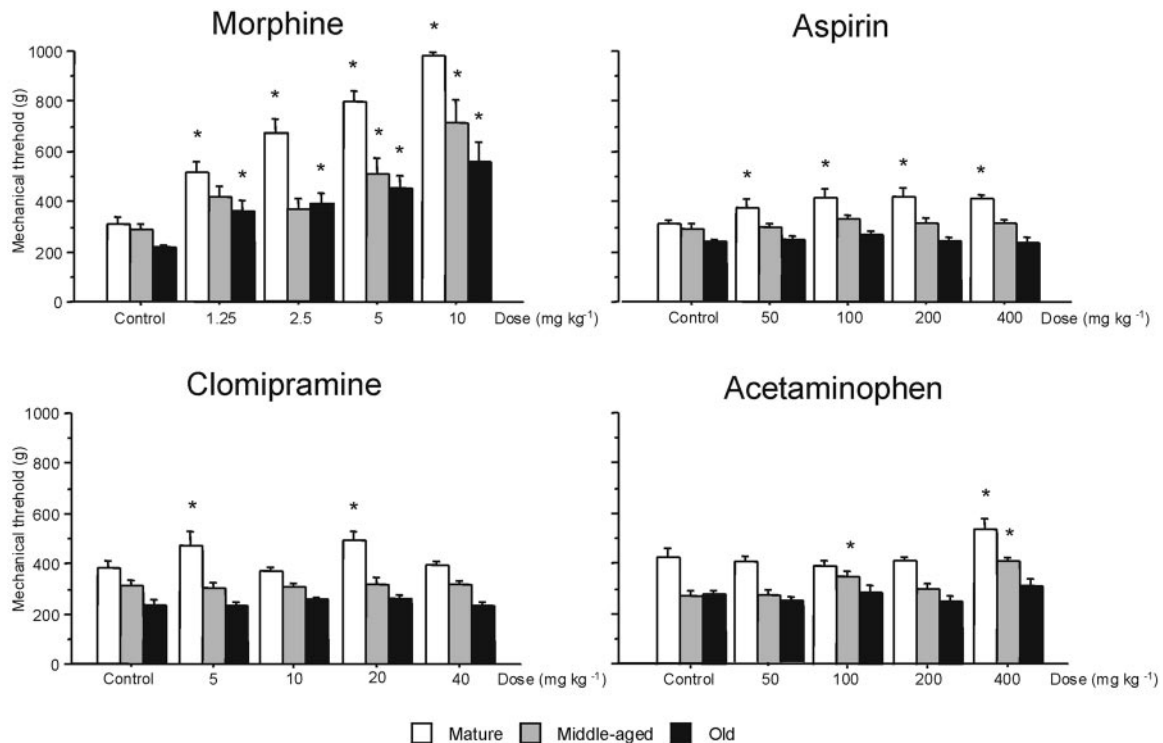 Morphine
* * * * * * * * * *
Mechanical threhold (g)
1000
800
600
400
200
0
Control 1.25 2.5 5 10 Dose (mg kg -1)
Aspirin
* * * *
Control 50 100 200 400 Dose (mg kg -1)
Clomipramine
* *
Mechanical threhold (g)
1000
800
600
400
200
0
Control 5 10 20 40 Dose (mg kg -1)
Acetaminophen
* * *
Control 50 100 200 400 Dose (mg kg -1)
Mature Middle-aged Old